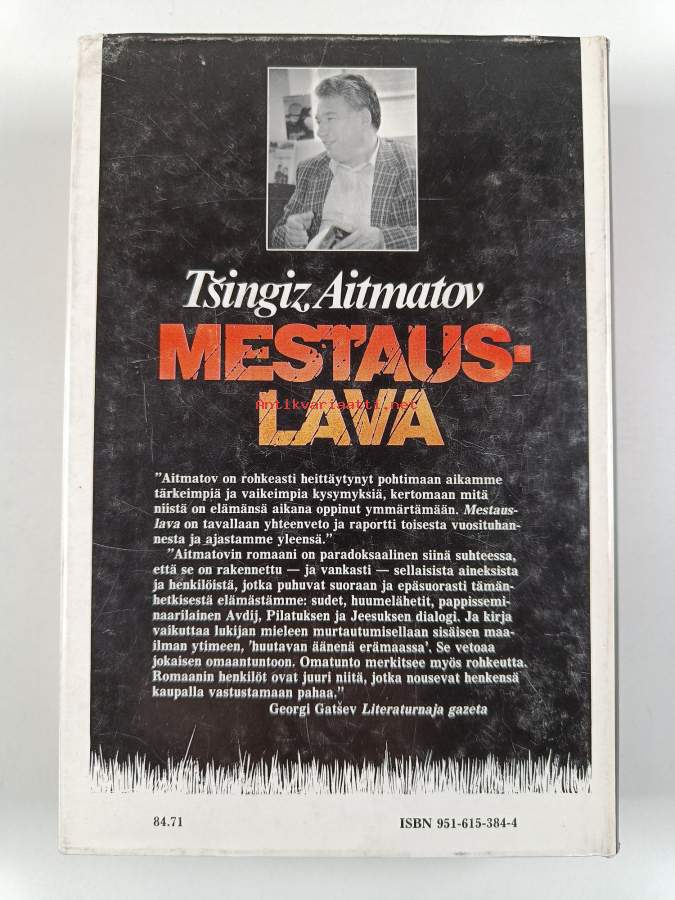 Tšingiz Aitmatov
MESTAUS-
Antikvariaatti.net
LAVA
"Aitmatov on rohkeasti heittäytynyt pohtimaan aikamme
tärkeimpiä ja vaikeimpia kysymyksiä, kertomaan mitä
niistä on elämänsä aikana oppinut ymmärtämään. Mestaus-
lava on tavallaan yhteenveto ja raportti toisesta vuosituhan-
nesta ja ajastamme yleensä."
"Aitmatovin romaani on paradoksaalinen siinä suhteessa,
että se on rakennettu — ja vankasti — sellaisista aineksista
ja henkilöistä, jotka puhuvat suoraan ja epäsuorasti tämän-
hetkisestä elämästämme: sudet, huumelähetit, pappissemi-
naarilainen Avdij, Pilatuksen ja Jeesuksen dialogi. Ja kirja
vaikuttaa lukijan mieleen murtautumisellaan sisäisen maa-
ilman ytimeen, 'huutavan äänenä erämaassa'. Se vetoaa
jokaisen omaantuntoon. Omatunto merkitsee myös rohkeutta.
Romaanin henkilöt ovat juuri niitä, jotka nousevat henkensä
kaupalla vastustamaan pahaa."
Georgi Gatšev Literaturnaja gazeta
84.71
ISBN 951-615-384-4